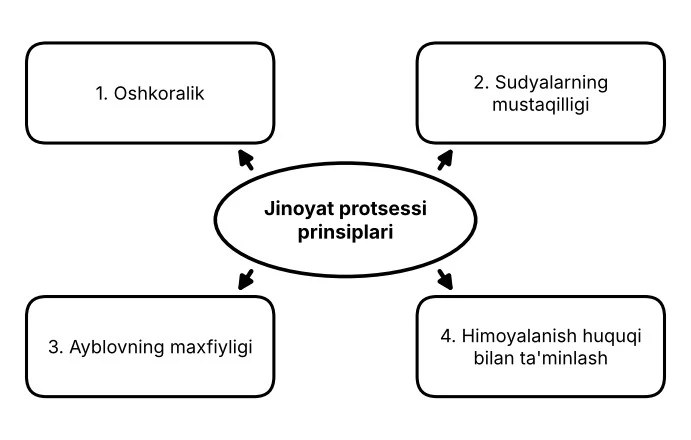 1. Oshkoralik
2. Sudyalarning
mustaqilligi
Jinoyat protsessi
prinsiplari
3. Ayblovning maxfiyligi
4. Himoyalanish huquqi
bilan ta'minlash